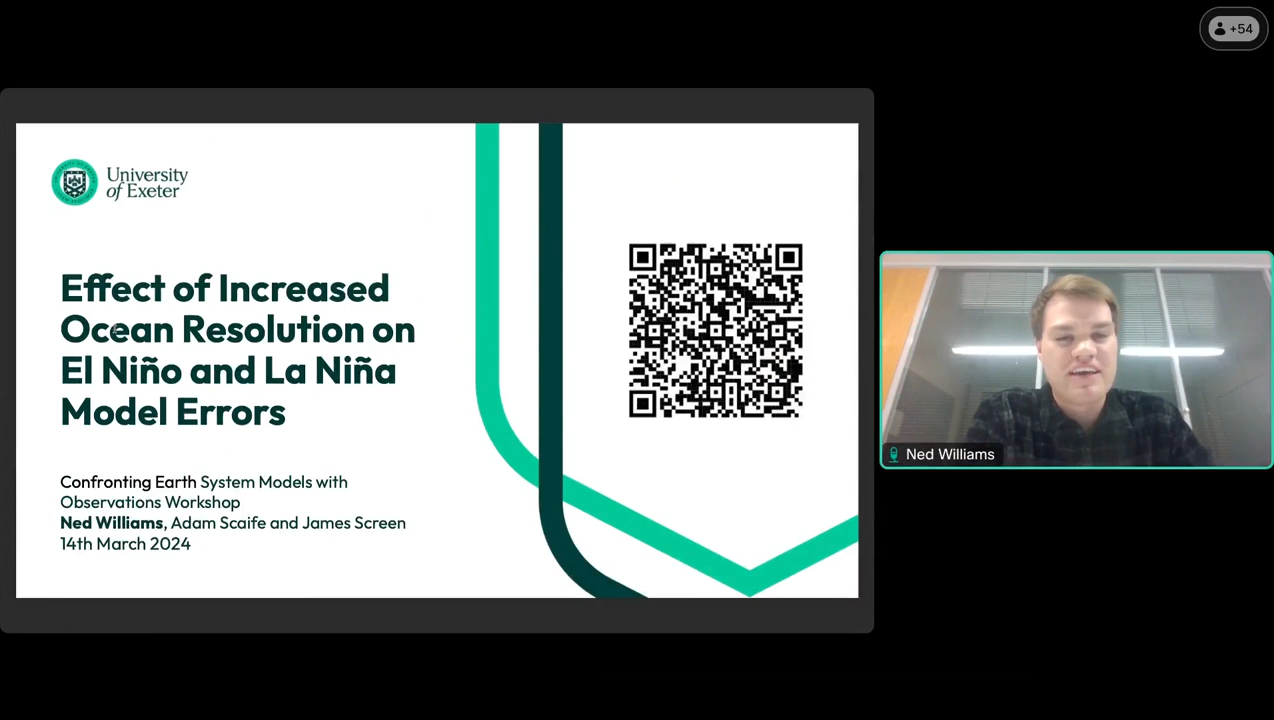 +54
University
of Exeter
Effect of Increased
Ocean Resolution on
El Niño and La Niña
Model Errors
Confronting Earth System Models with
Observations Workshop
Ned Williams, Adam Scaife and James Screen
14th March 2024
Ned Williams